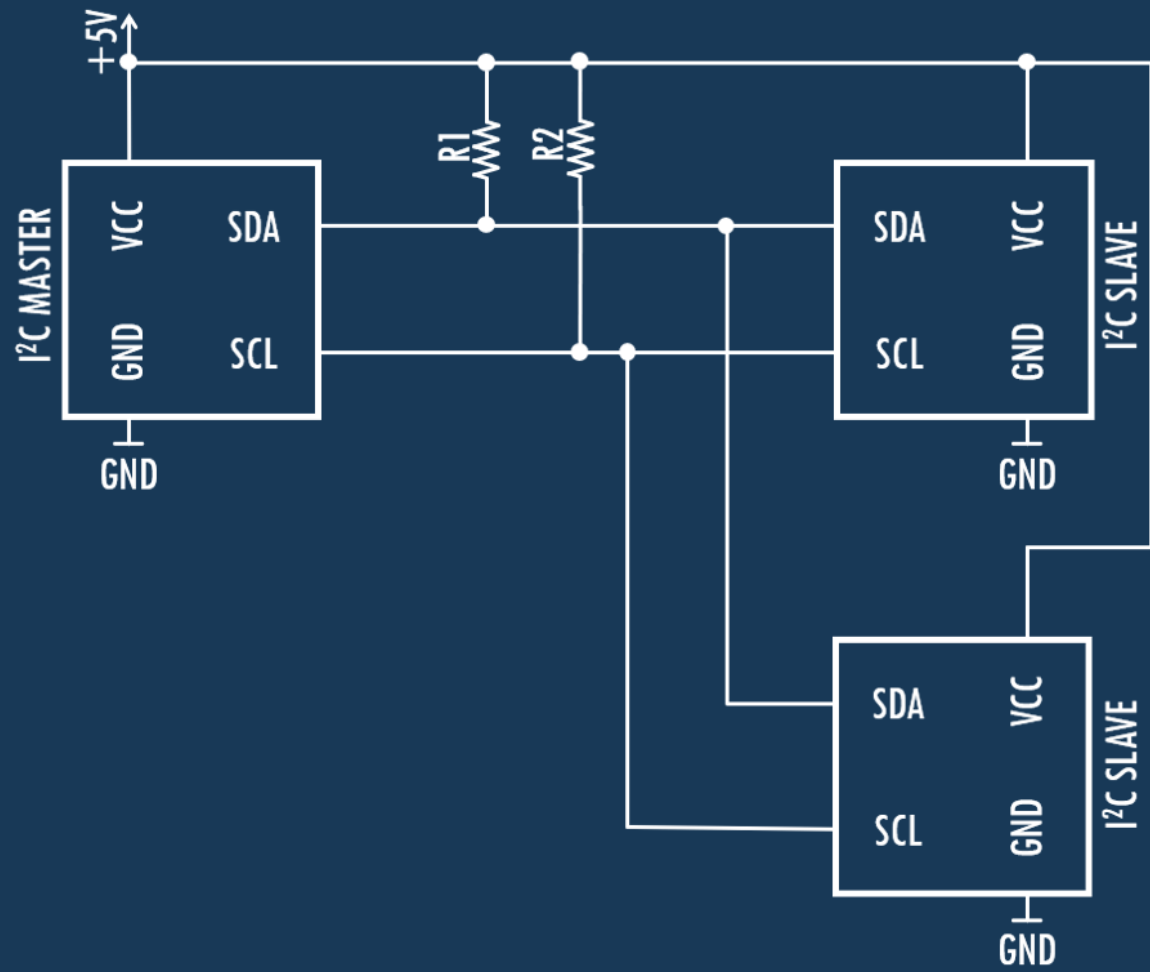 +5V
R1
R2
I²C MASTER
VCC
SDA
GND
SCL
GND
SDA
VCC
SCL
GND
I²C SLAVE
GND
SDA
VCC
SCL
GND
I²C SLAVE
GND